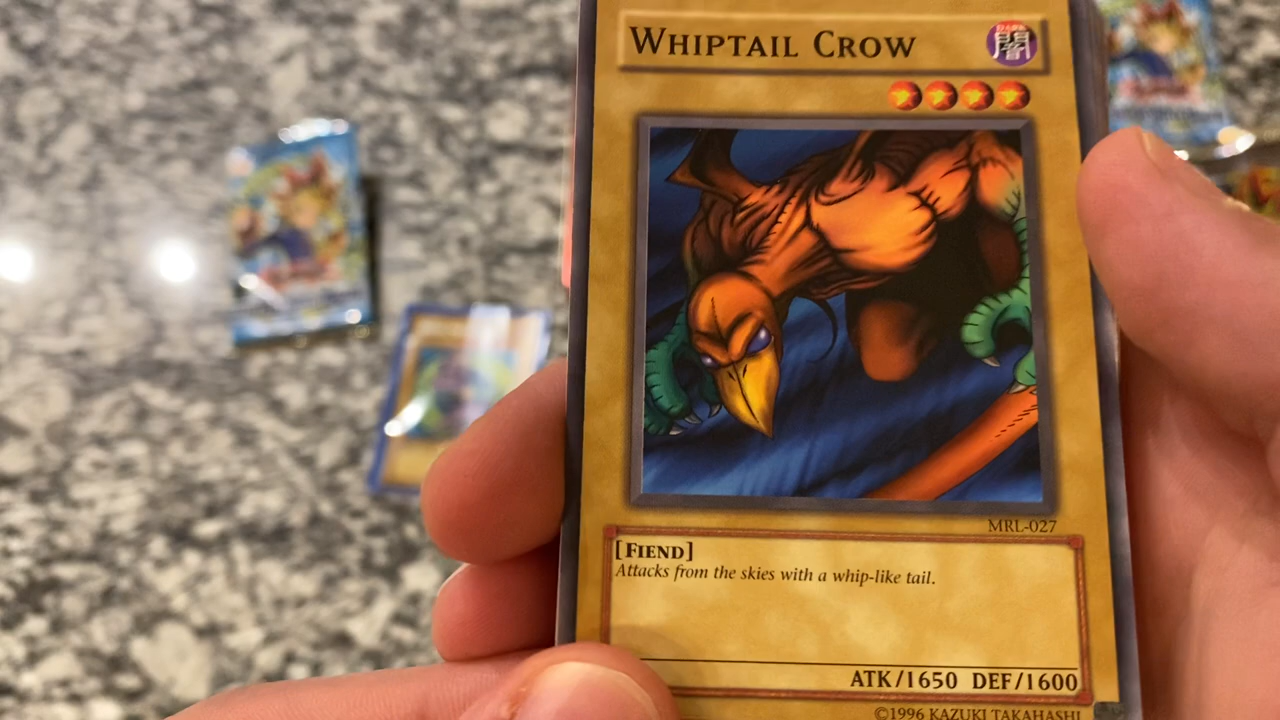 WHIPTAIL CROW
闇
MRL-027
[FIEND]
Attacks from the skies with a whip-like tail.
ATK/1650 DEF/1600
©1996 KAZUKI TAKAHASHI